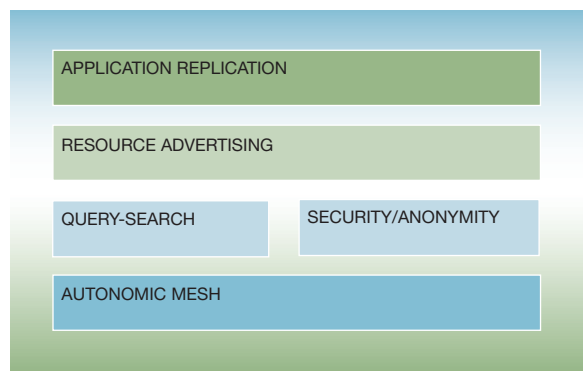 APPLICATION REPLICATION
RESOURCE ADVERTISING
QUERY-SEARCH
SECURITY/ANONYMITY
AUTONOMIC MESH